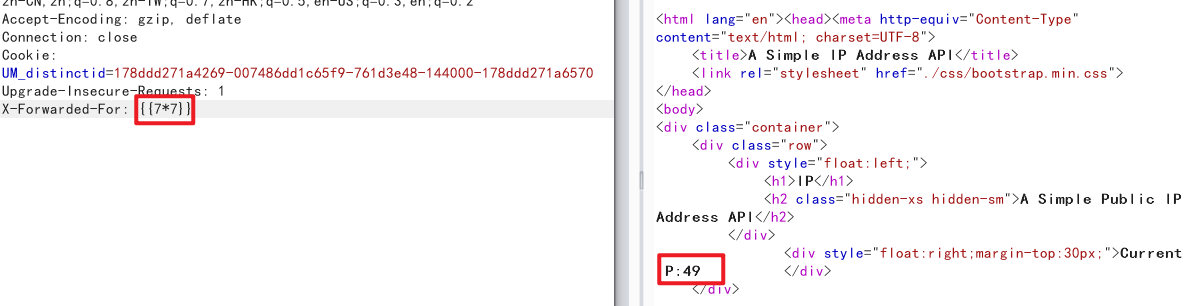 zh-CN,zh;q=0.8,zh-TW;q=0.7,zh-HK;q=0.5,en-US;q=0.3,en;q=0.2
Accept-Encoding: gzip, deflate
Connection: close
Cookie:
UM_distinctid=178ddd271a4269-007486dd1c65f9-761d3e48-144000-178ddd271a6570
Upgrade-Insecure-Requests: 1
X-Forwarded-For: {{7*7}}
<html lang="en"><head><meta http-equiv="Content-Type"
content="text/html; charset=UTF-8">
<title>A Simple IP Address API</title>
<link rel="stylesheet" href="./css/bootstrap.min.css">
</head>
<body>
<div class="container">
<div class="row">
<div style="float:left;">
<h1>IP</h1>
<h2 class="hidden-xs hidden-sm">A Simple Public IP
Address API</h2>
</div>
<div style="float:right;margin-top:30px;">Current
P:49 </div>
</div>